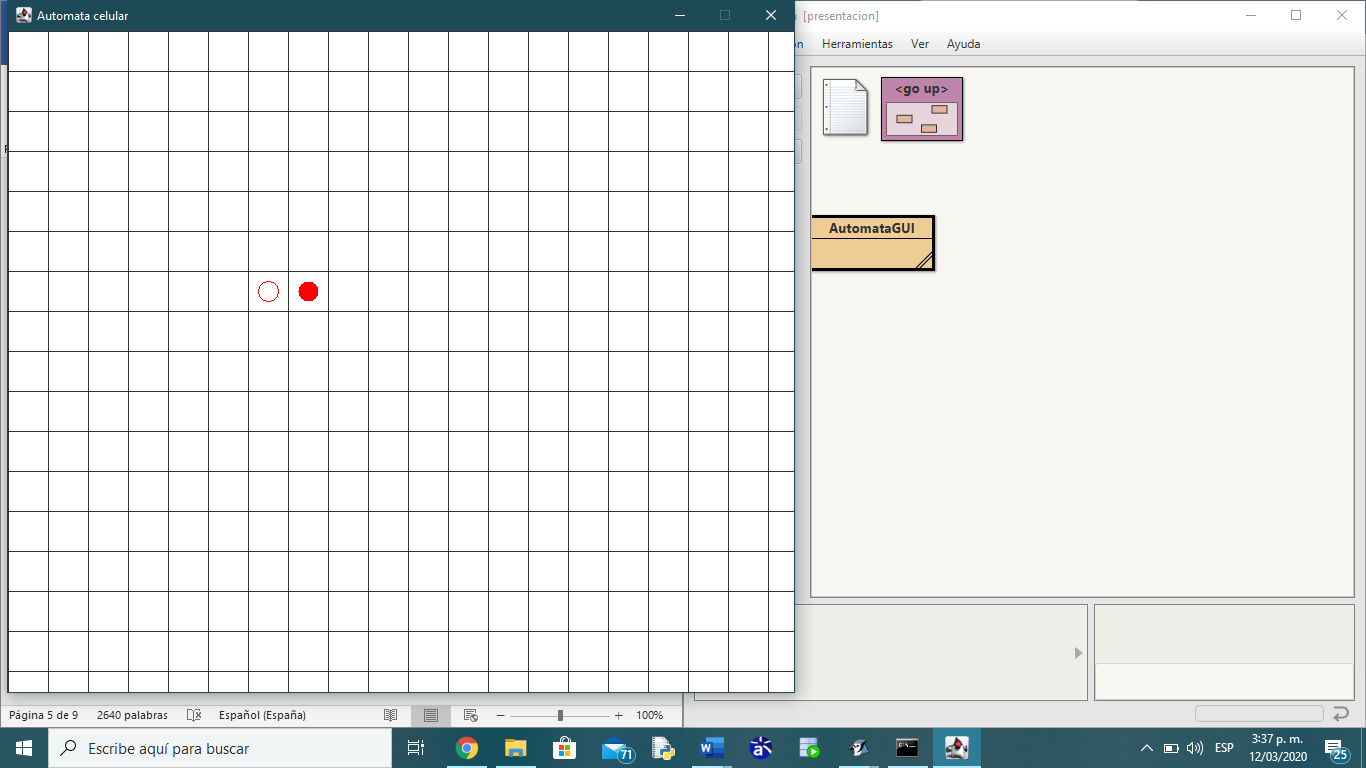 Automata celular
[presentacion]
Herramientas Ver Ayuda
<go up>
AutomataGUI
Página 5 de 9 2640 palabras Español (España) 100%
Escribe aquí para buscar
71
ESP
3:37 p. m.
12/03/2020
25